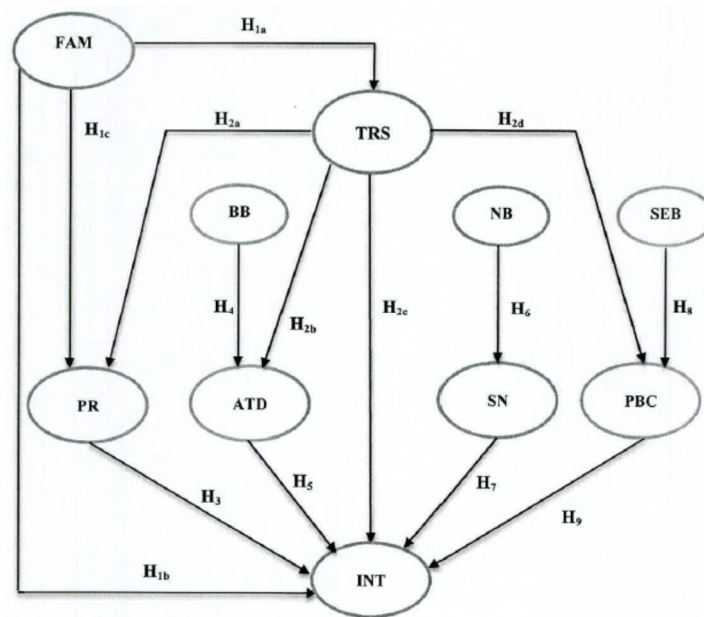 H1a
FAM
H1c
H2a
TRS
H2d
BB
NB
SEB
H4
H2b
H2c
H6
H8
PR
ATD
SN
PBC
H3
H5
H7
H9
H1b
INT